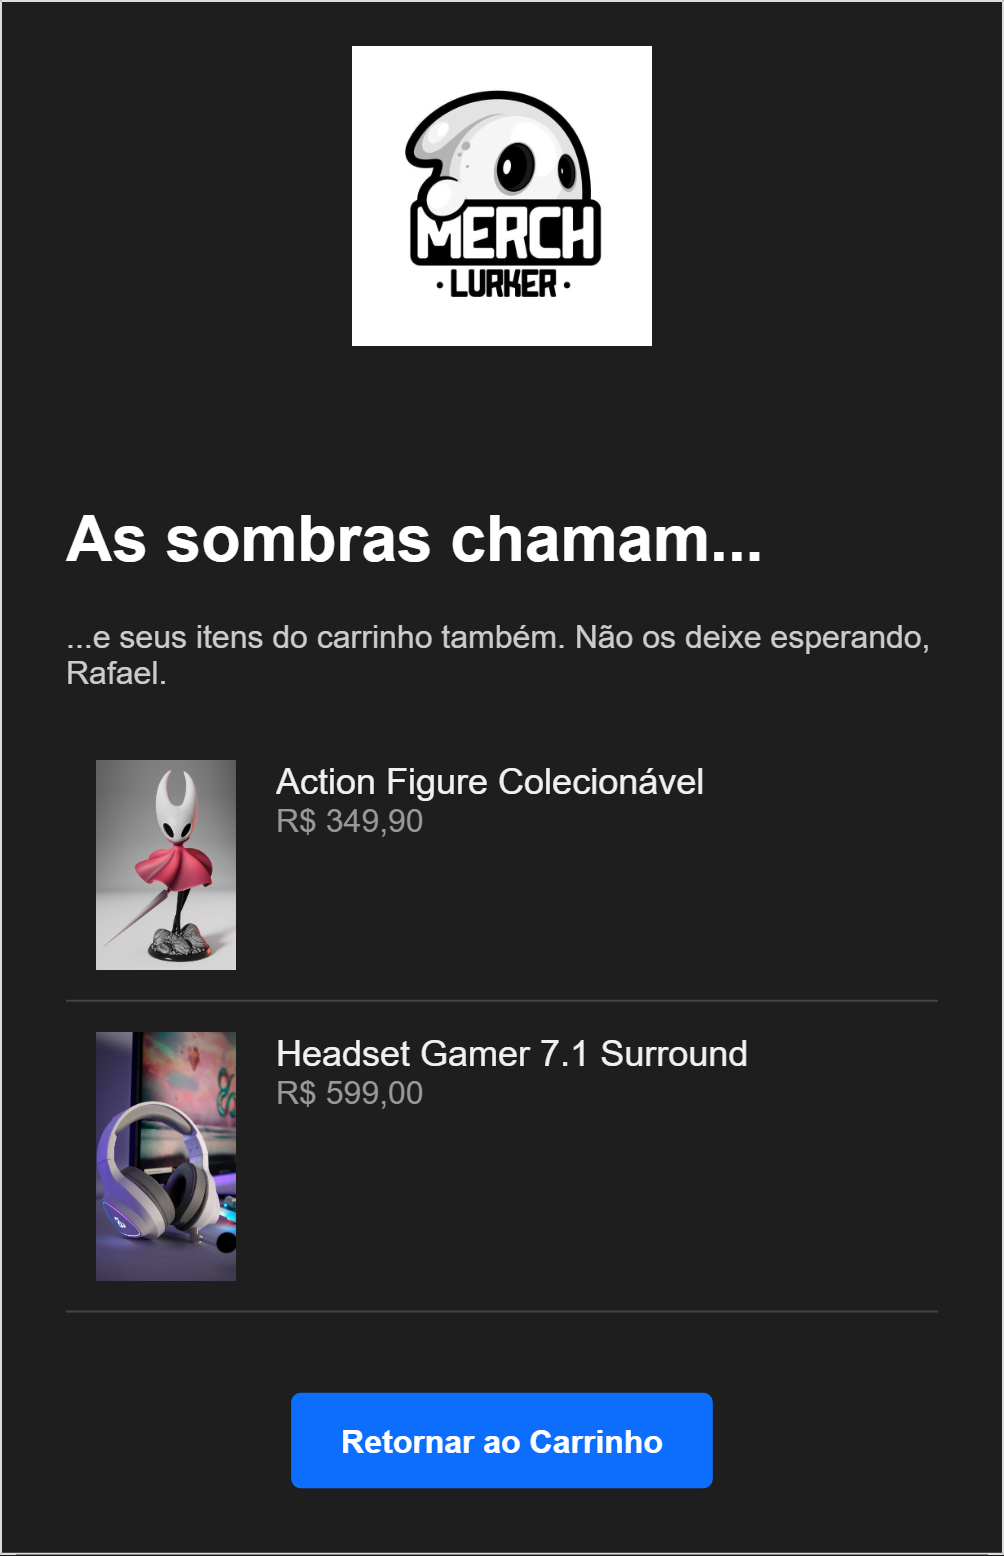 MERCH
· LURKER ·
As sombras chamam...
...e seus itens do carrinho também. Não os deixe esperando,
Rafael.
Action Figure Colecionável
R$ 349,90
Headset Gamer 7.1 Surround
R$ 599,00
Retornar ao Carrinho